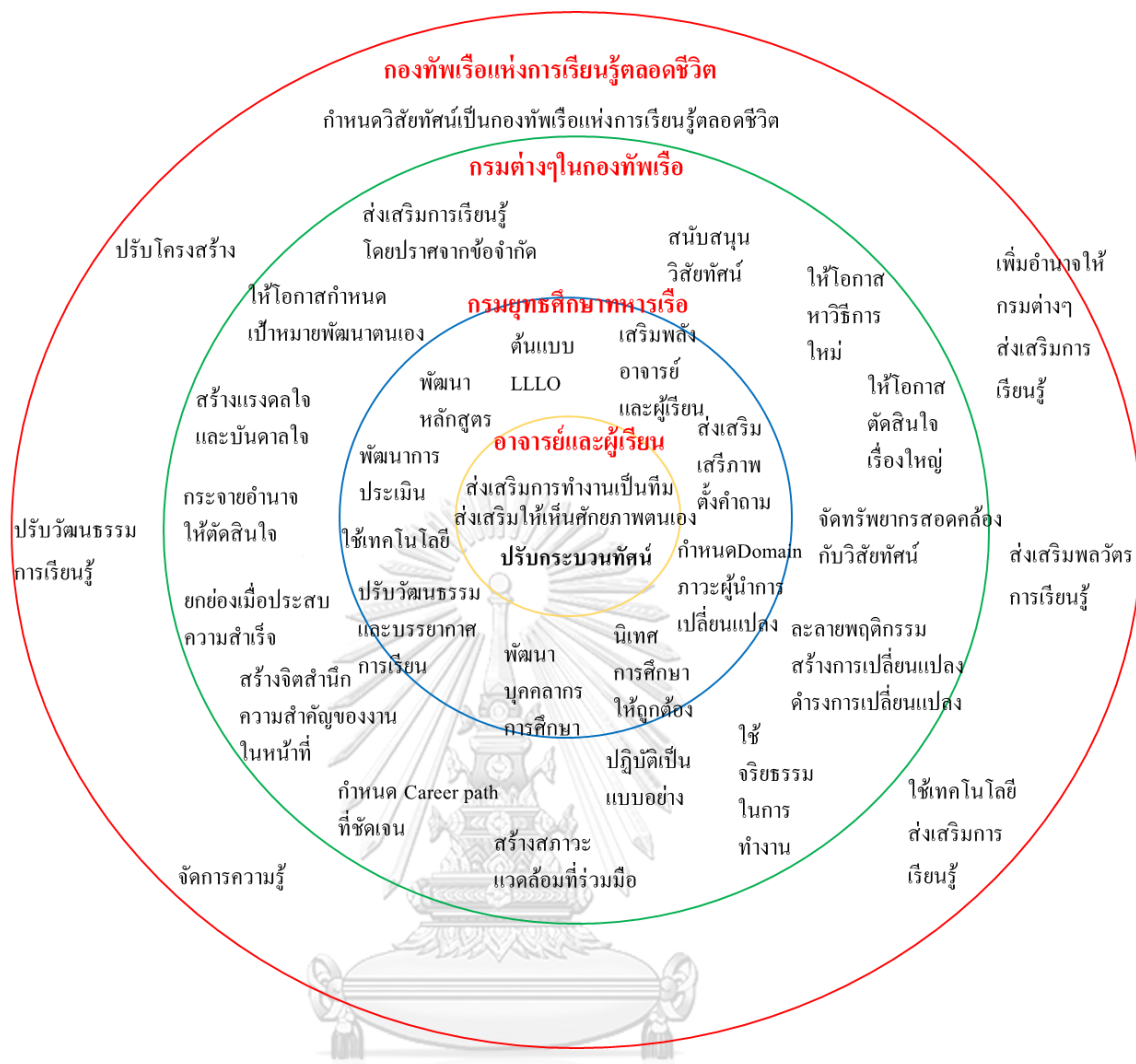 กองทัพเรือแห่งการเรียนรู้ตลอดชีวิต
กำหนดวิสัยทัศน์เป็นกองทัพเรือแห่งการเรียนรู้ตลอดชีวิต
กรมต่างๆในกองทัพเรือ
ส่งเสริมการเรียนรู้
โดยปราศจากข้อจำกัด
สนับสนุน
วิสัยทัศน์
ปรับโครงสร้าง
เพิ่มอำนาจให้
กรมต่างๆ
ส่งเสริมการ
เรียนรู้
ให้โอกาส
หาวิธีการ
ใหม่
ให้โอกาสกำหนด
เป้าหมายพัฒนาตนเอง
กรมยุทธศึกษาทหารเรือ
ต้นแบบ
LLLO
เสริมพลัง
อาจารย์
และผู้เรียน
พัฒนา
หลักสูตร
ให้โอกาส
ตัดสินใจ
เรื่องใหญ่
สร้างแรงดลใจ
และบันดาลใจ
อาจารย์และผู้เรียน
ส่งเสริมการทำงานเป็นทีม
ส่งเสริมให้เห็นศักยภาพตนเอง
ปรับกระบวนทัศน์
ส่งเสริม
เสรีภาพ
ตั้งคำถาม
พัฒนาการ
ประเมิน
กระจายอำนาจ
ให้ตัดสินใจ
ใช้เทคโนโลยี
จัดทรัพยากรสอดคล้อง
กับวิสัยทัศน์
ปรับวัฒนธรรม
การเรียนรู้
ส่งเสริมพลวัตร
การเรียนรู้
กำหนดDomain
ภาวะผู้นำการ
เปลี่ยนแปลง
ยกย่องเมื่อประสบ
ความสำเร็จ
ปรับวัฒนธรรม
และบรรยากาศ
การเรียน
พัฒนา
บุคคลากร
การศึกษา
นิเทศ
การศึกษา
ให้ถูกต้อง
ละลายพฤติกรรม
สร้างการเปลี่ยนแปลง
ดำรงการเปลี่ยนแปลง
สร้างจิตสำนึก
ความสำคัญของงาน
ในหน้าที่
ปฏิบัติเป็น
แบบอย่าง
ใช้
จริยธรรม
ในการ
ทำงาน
กำหนด Career path
ที่ชัดเจน
ใช้เทคโนโลยี
ส่งเสริมการ
เรียนรู้
สร้างสภาวะ
แวดล้อมที่ร่วมมือ
จัดการความรู้